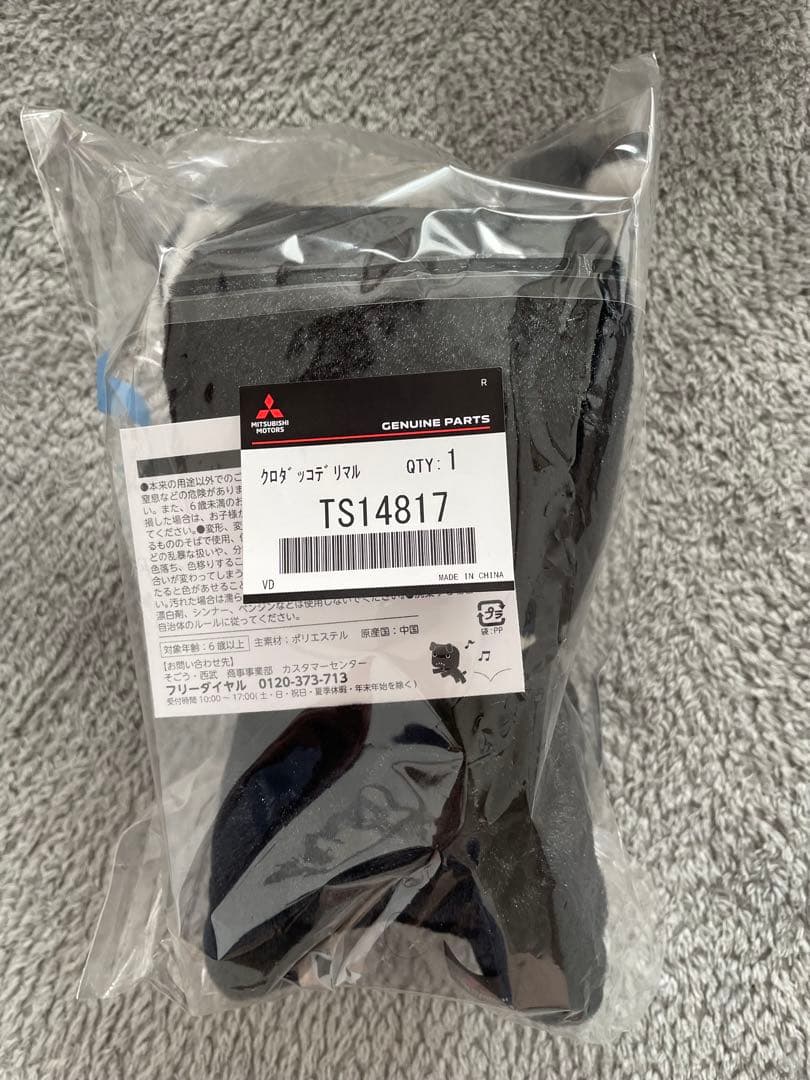 R
MITSUBISHI
MOTORS
GENUINE PARTS
ｸﾛﾀﾞｯｺﾃﾞﾘﾏﾙ QTY: 1
TS14817
VD MADE IN CHINA
●本来の用途以外でのご
窒息などの危険がありま
い。また、6歳未満のお
損した場合は、お子様が
てください。●変形、変
るもののそばで使用、
どの乱暴な扱いや、分
色落ち、色移りするこ
合いが変わってしまう
たると色があせること
い。汚れた場合は濡ら
漂白剤、シンナー、ベンジンなどは使用しないでください。
自治体のルールに従ってください。
プラ
袋:PP
対象年齢:6歳以上 主素材:ポリエステル 原産国:中国
【お問い合わせ先】
そごう・西武 商事事業部 カスタマーセンター
フリーダイヤル 0120-373-713
受付時間 10:00~17:00(土・日・祝日・夏季休暇・年末年始を除く)